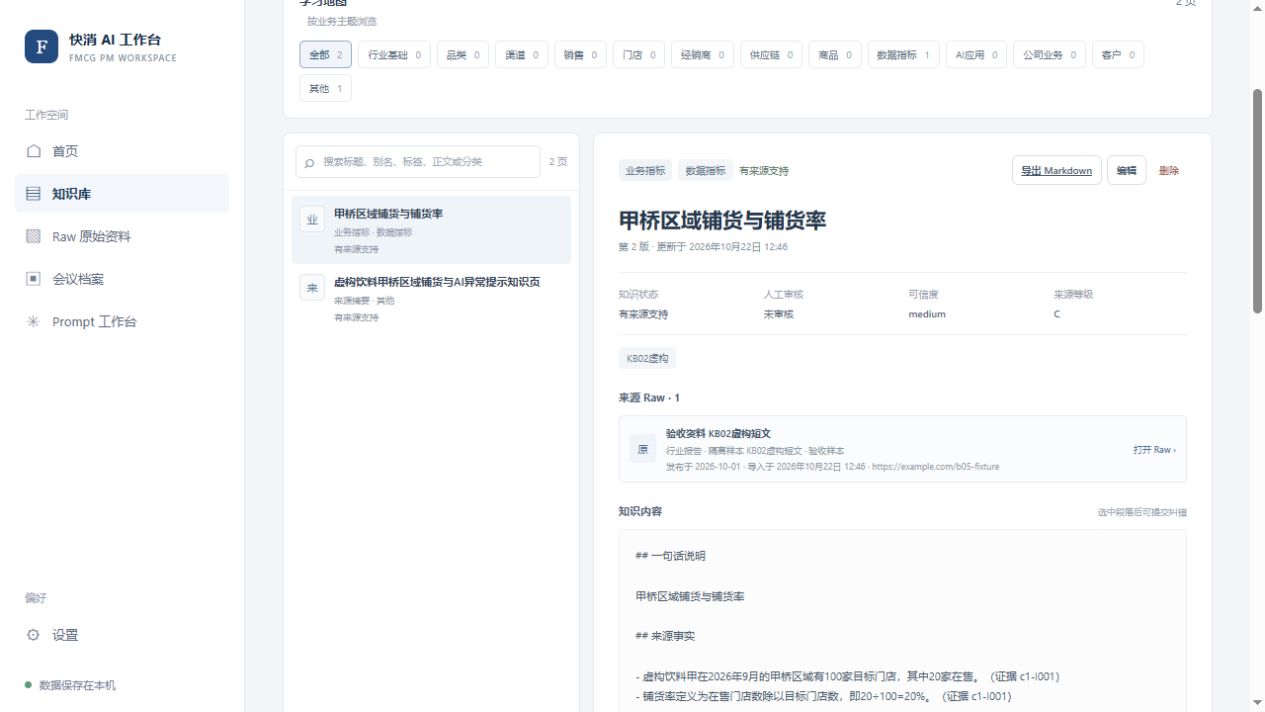 快消 AI 工作台
FMCG PM WORKSPACE
工作空间
首页
知识库
Raw 原始资料
会议档案
Prompt 工作台
偏好
设置
数据保存在本机
学习地图
2 页
按业务主题浏览
全部 2
行业基础 0
品类 0
渠道 0
销售 0
门店 0
经销商 0
供应链 0
商品 0
数据指标 1
AI应用 0
公司业务 0
客户 0
其他 1
搜索标题、别名、标签、正文或分类
2 页
业
甲桥区域铺货与铺货率
业务指标 · 数据指标
有来源支持
来
虚构饮料甲桥区域铺货与AI异常提示知识页
来源摘要 · 其他
有来源支持
业务指标
数据指标
有来源支持
导出 Markdown
编辑
删除
甲桥区域铺货与铺货率
第 2 版 · 更新于 2026年10月22日 12:46
知识状态
有来源支持
人工审核
未审核
可信度
medium
来源等级
C
KB02虚构
来源 Raw · 1
原
验收资料 KB02虚构短文
行业报告 · 隔离样本 KB02虚构短文 · 验收样本
发布于 2026-10-01 · 导入于 2026年10月22日 12:46 · https://example.com/b05-fixture
打开 Raw ›
知识内容
选中段落后可提交纠错
## 一句话说明
甲桥区域铺货与铺货率
## 来源事实
- 虚构饮料甲在2026年9月的甲桥区域有100家目标门店，其中20家在售。（证据 c1-l001）
- 铺货率定义为在售门店数除以目标门店数，即20÷100=20%。（证据 c1-l001）